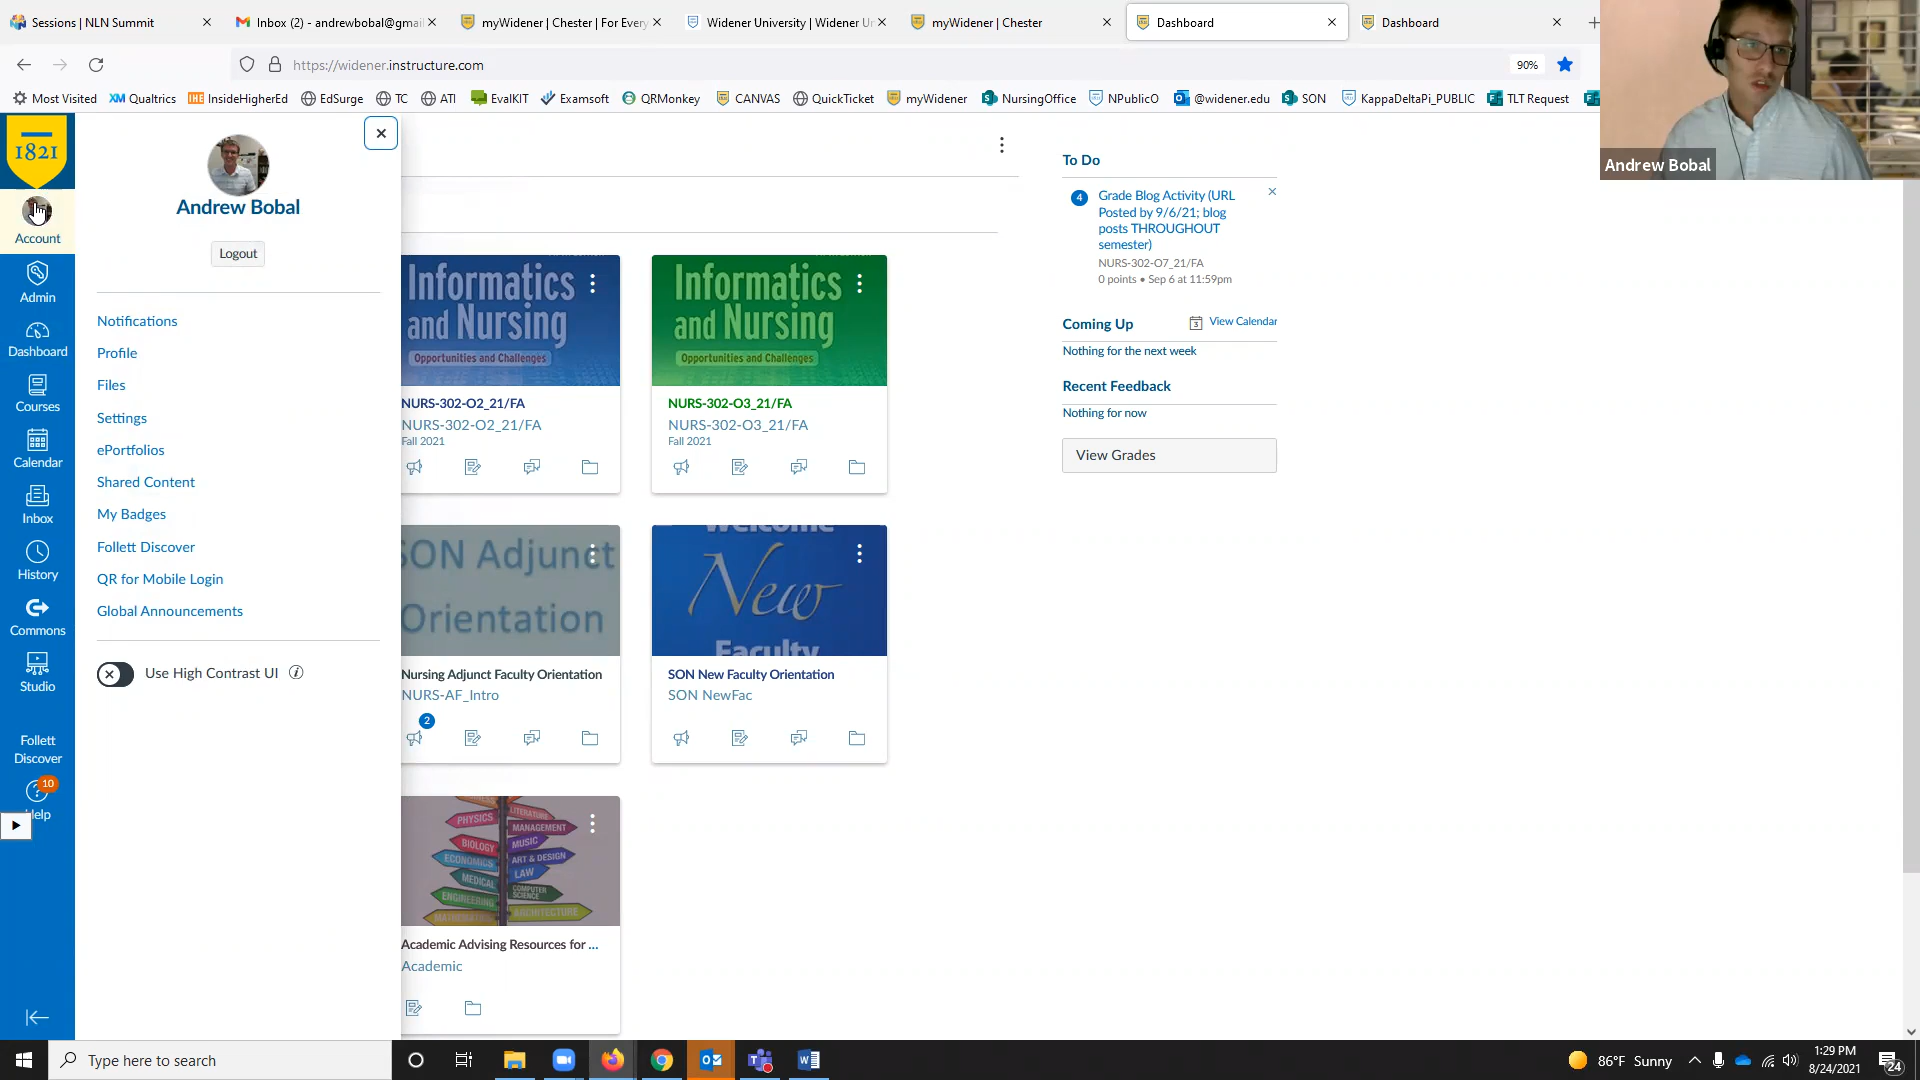 Sessions | NLN Summit
Inbox (2) - andrewbobal@gmai
myWidener | Chester | For Every
Widener University | Widener Un
myWidener | Chester
Dashboard
Dashboard
https://widener.instructure.com
90%
Most Visited
XM Qualtrics
IHE InsideHigherEd
EdSurge
TC
ATI
EvalKIT
Examsoft
QRMonkey
CANVAS
QuickTicket
myWidener
NursingOffice
NPublicO
@widener.edu
SON
KappaDeltaPi_PUBLIC
TLT Request
Andrew Bobal
1821
Account
Admin
Dashboard
Courses
Calendar
Inbox
History
Commons
Studio
Follett
Discover
10
elp
Andrew Bobal
Logout
Notifications
Profile
Files
Settings
ePortfolios
Shared Content
My Badges
Follett Discover
QR for Mobile Login
Global Announcements
Use High Contrast UI
Informatics
and Nursing
Opportunities and Challenges
NURS-302-O2_21/FA
NURS-302-O2_21/FA
Fall 2021
Informatics
and Nursing
Opportunities and Challenges
NURS-302-O3_21/FA
NURS-302-O3_21/FA
Fall 2021
SON Adjunct
Orientation
Nursing Adjunct Faculty Orientation
NURS-AF_Intro
2
Welcome
New
Faculty
SON New Faculty Orientation
SON NewFac
LITERATURE
PHYSICS
MANAGEMENT
BIOLOGY
MUSIC
ECONOMICS
ART & DESIGN
LAW
MEDICAL
COMPUTER
SCIENCE
ENGINEERING
ARCHITECTURE
Academic Advising Resources for ...
Academic
To Do
4
Grade Blog Activity (URL
Posted by 9/6/21; blog
posts THROUGHOUT
semester)
NURS-302-O7_21/FA
0 points • Sep 6 at 11:59pm
Coming Up
3 View Calendar
Nothing for the next week
Recent Feedback
Nothing for now
View Grades
Type here to search
86°F Sunny
1:29 PM
8/24/2021
24